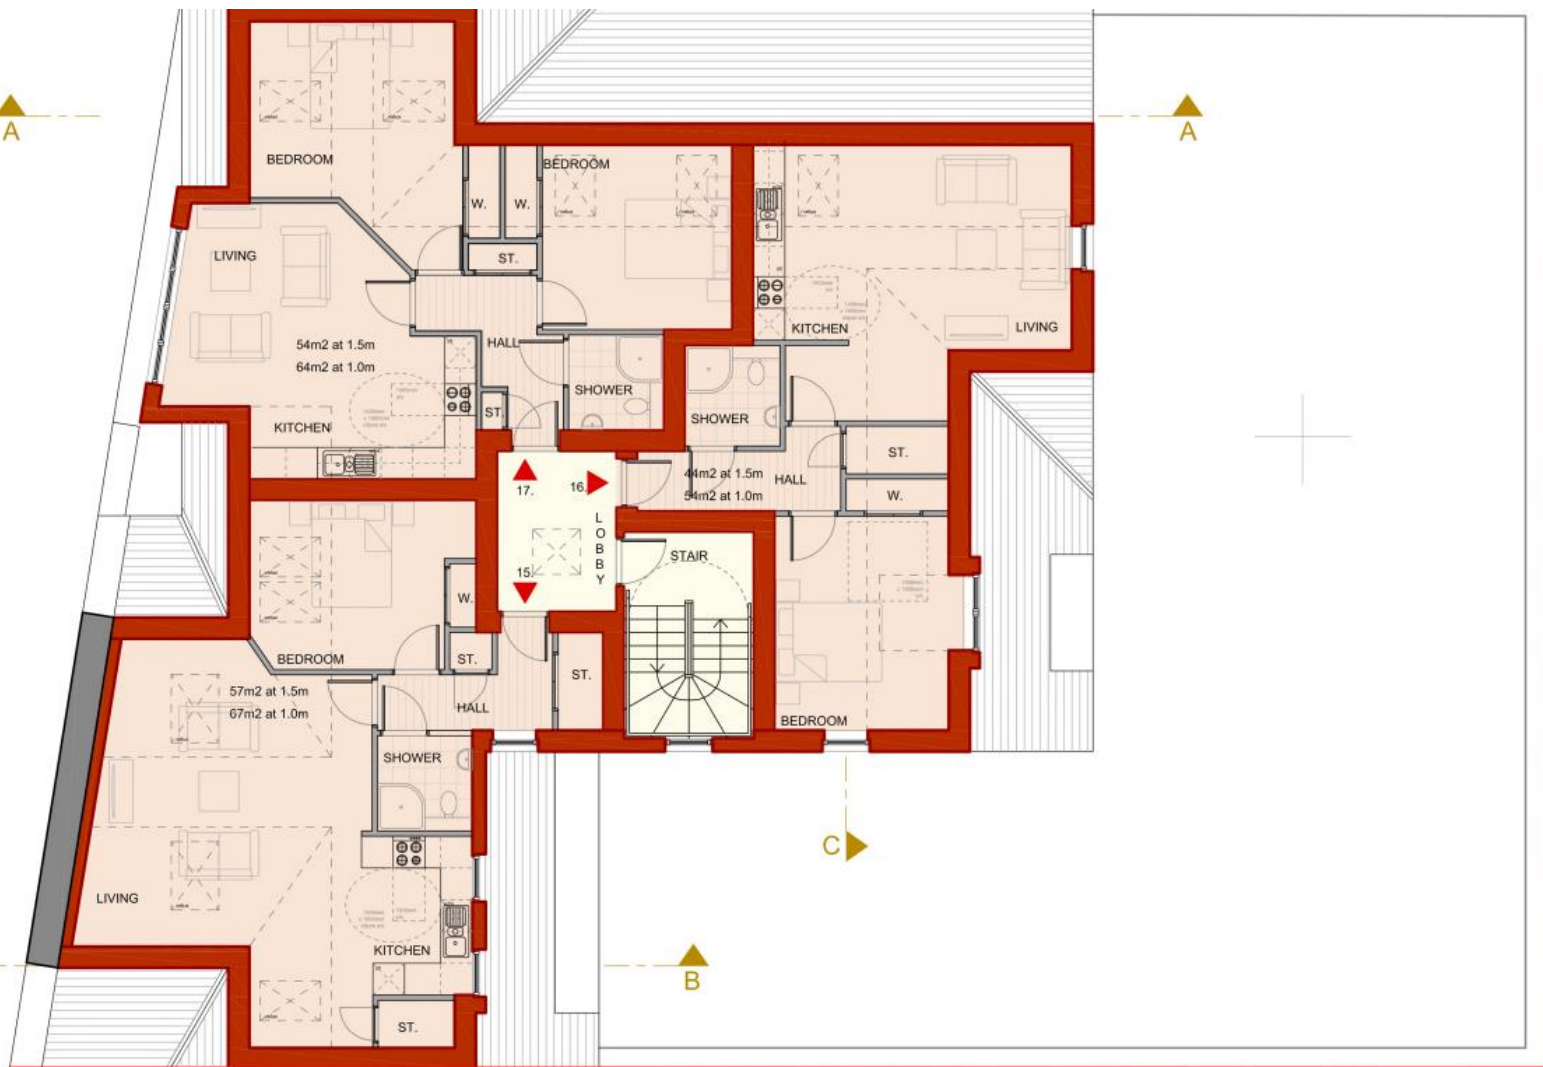 A
A
BEDROOM
BEDROOM
W.
W.
ST.
LIVING
KITCHEN
LIVING
54m2 at 1.5m
64m2 at 1.0m
HALL
SHOWER
ST.
KITCHEN
SHOWER
44m2 at 1.5m
54m2 at 1.0m
HALL
ST.
W.
17.
16.
LOBBY
15.
STAIR
BEDROOM
W.
ST.
ST.
57m2 at 1.5m
67m2 at 1.0m
HALL
BEDROOM
SHOWER
LIVING
KITCHEN
ST.
C
B